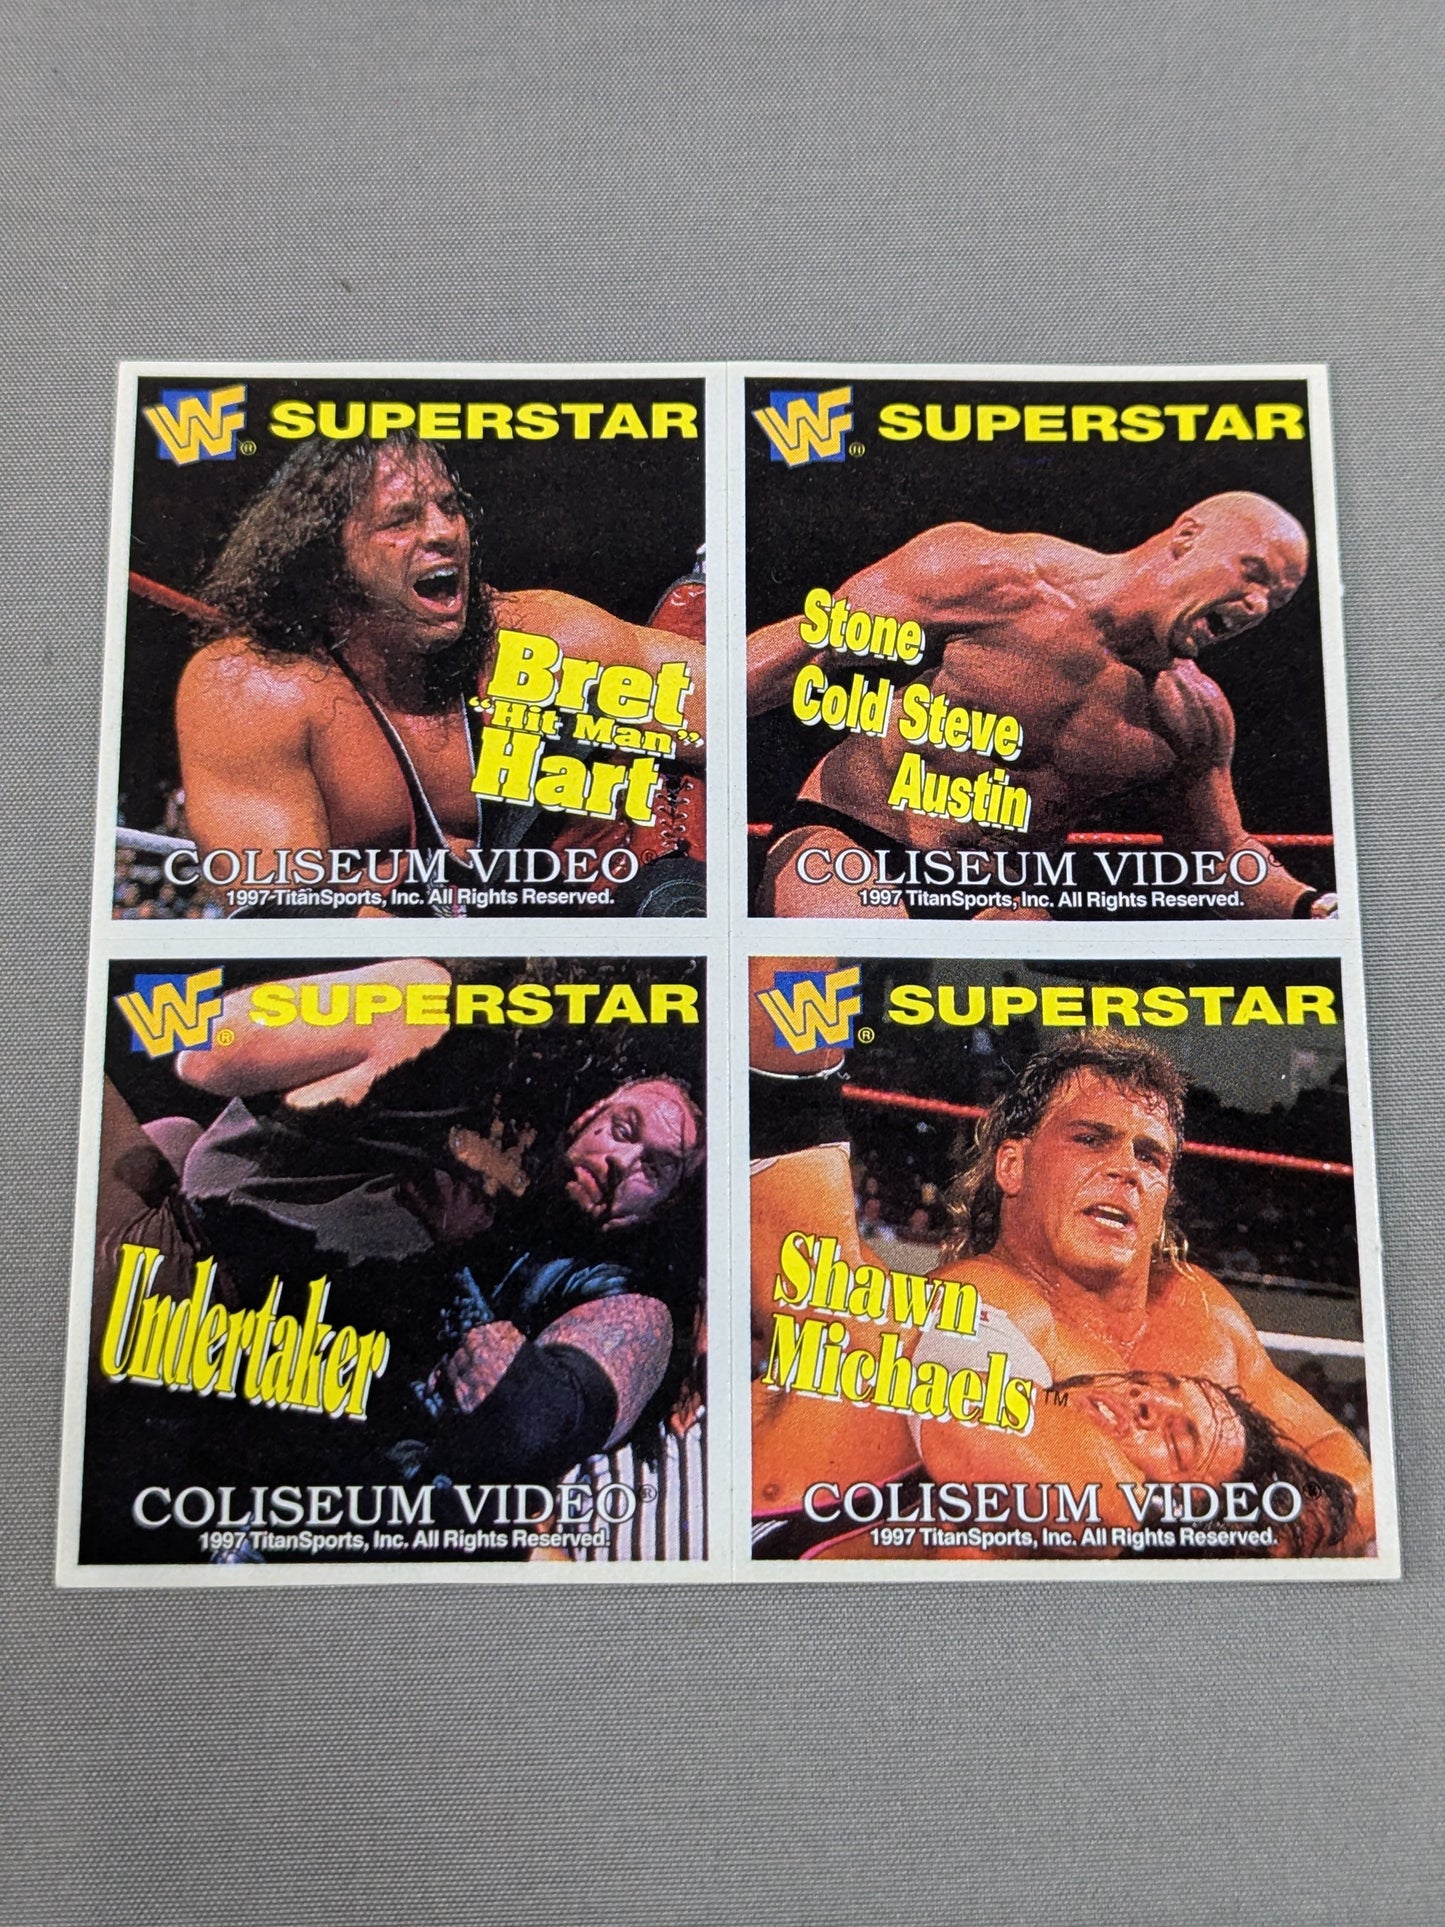 WF® SUPERSTAR
Bret
"Hit Man"
Hart
COLISEUM VIDEO®
1997 TitanSports, Inc. All Rights Reserved.
WF® SUPERSTAR
Stone
Cold Steve
Austin™
COLISEUM VIDEO®
1997 TitanSports, Inc. All Rights Reserved.
WF® SUPERSTAR
Undertaker
COLISEUM VIDEO®
1997 TitanSports, Inc. All Rights Reserved.
WF® SUPERSTAR
Shawn
Michaels™
COLISEUM VIDEO®
1997 TitanSports, Inc. All Rights Reserved.